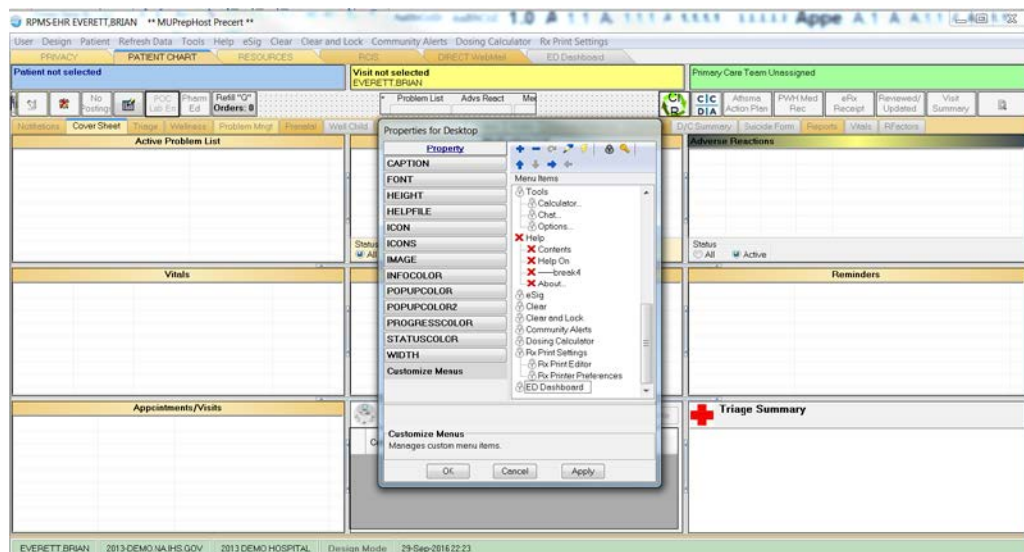 RPMS-EHR EVERETT,BRIAN ** MUPrepHost Precert **
User Design Patient Refresh Data Tools Help eSig Clear Clear and Lock Community Alerts Dosing Calculator Rx Print Settings
PRIVACY PATIENT CHART RESOURCES RCIS DIRECT WebMail ED Dashboard
Patient not selected
Visit not selected
EVERETT,BRIAN
Primary Care Team Unassigned
No Postings
POC Lab En
Pharm Ed
Refill "Q"
Orders: 0
Problem List Advs React Med
Asthma Action Plan
PWH Med Rec
eRx Receipt
Reviewed/ Updated
Visit Summary
Notifications Cover Sheet Triage Wellness Problem Mngt Prenatal Well Child D/C Summary Suicide Form Reports Vitals RFactors
Active Problem List
Adverse Reactions
Status
All Active
Vitals
Reminders
Appointments/Visits
Triage Summary
Properties for Desktop
Property
CAPTION
FONT
HEIGHT
HELPFILE
ICON
ICONS
IMAGE
INFOCOLOR
POPUPCOLOR
POPUPCOLOR2
PROGRESSCOLOR
STATUSCOLOR
WIDTH
Customize Menus
Menu Items
Tools
Calculator...
Chat...
Options...
Help
Contents
Help On
-----break4
About...
eSig
Clear
Clear and Lock
Community Alerts
Dosing Calculator
Rx Print Settings
Rx Print Editor
Rx Printer Preferences
ED Dashboard
Customize Menus
Manages custom menu items.
OK Cancel Apply
EVERETT,BRIAN 2013-DEMO.NA.IHS.GOV 2013 DEMO HOSPITAL Design Mode 29-Sep-2016 22:23